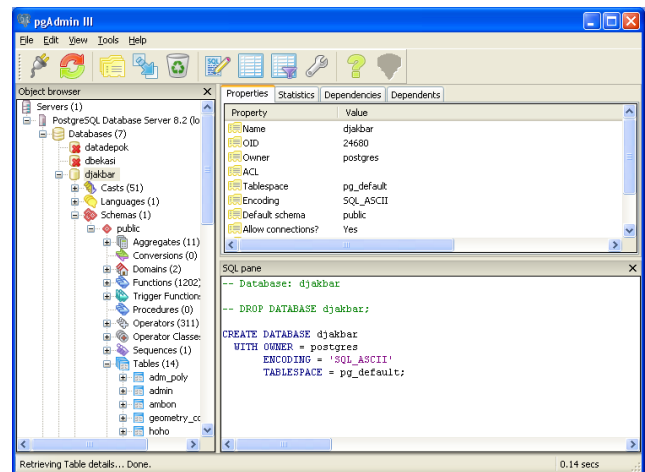 pgAdmin III
File Edit View Tools Help
SQL
Object browser
Servers (1)
PostgreSQL Database Server 8.2 (lo
Databases (7)
datadepok
dbekasi
djakbar
Casts (51)
Languages (1)
Schemas (1)
public
Aggregates (11)
Conversions (0)
Domains (2)
Functions (1202)
Trigger Functions
Procedures (0)
Operators (311)
Operator Classes
Sequences (1)
Tables (14)
adm_poly
admin
ambon
geometry_co
hoho
Properties Statistics Dependencies Dependents
Property Value
Name djakbar
OID 24680
Owner postgres
ACL
Tablespace pg_default
Encoding SQL_ASCII
Default schema public
Allow connections? Yes
SQL pane
-- Database: djakbar
-- DROP DATABASE djakbar;
CREATE DATABASE djakbar
WITH OWNER = postgres
ENCODING = 'SQL_ASCII'
TABLESPACE = pg_default;
Retrieving Table details... Done. 0.14 secs